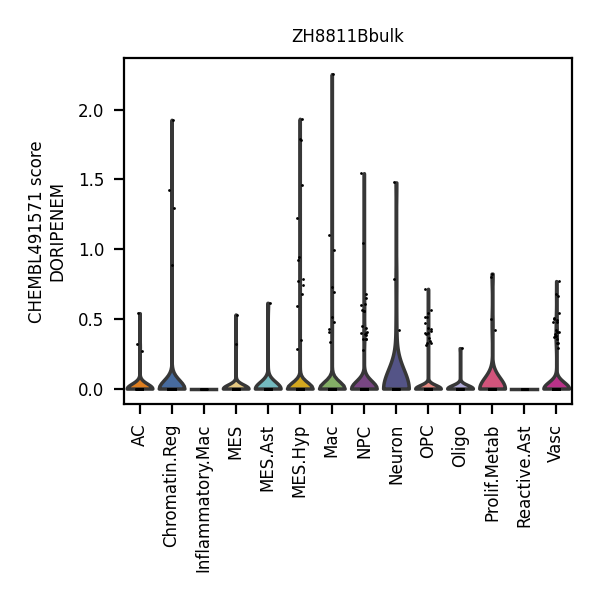 ZH8811Bbulk
CHEMBL491571 score
DORIPENEM
2.0
1.5
1.0
0.5
0.0
AC
Chromatin.Reg
Inflammatory.Mac
MES
MES.Ast
MES.Hyp
Mac
NPC
Neuron
OPC
Oligo
Prolif.Metab
Reactive.Ast
Vasc